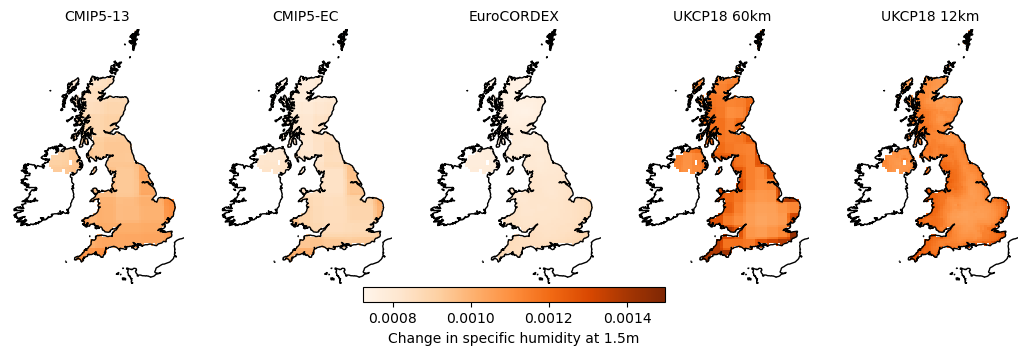 CMIP5-13 CMIP5-EC EuroCORDEX UKCP18 60km UKCP18 12km
0.0008 0.0010 0.0012 0.0014
Change in specific humidity at 1.5m